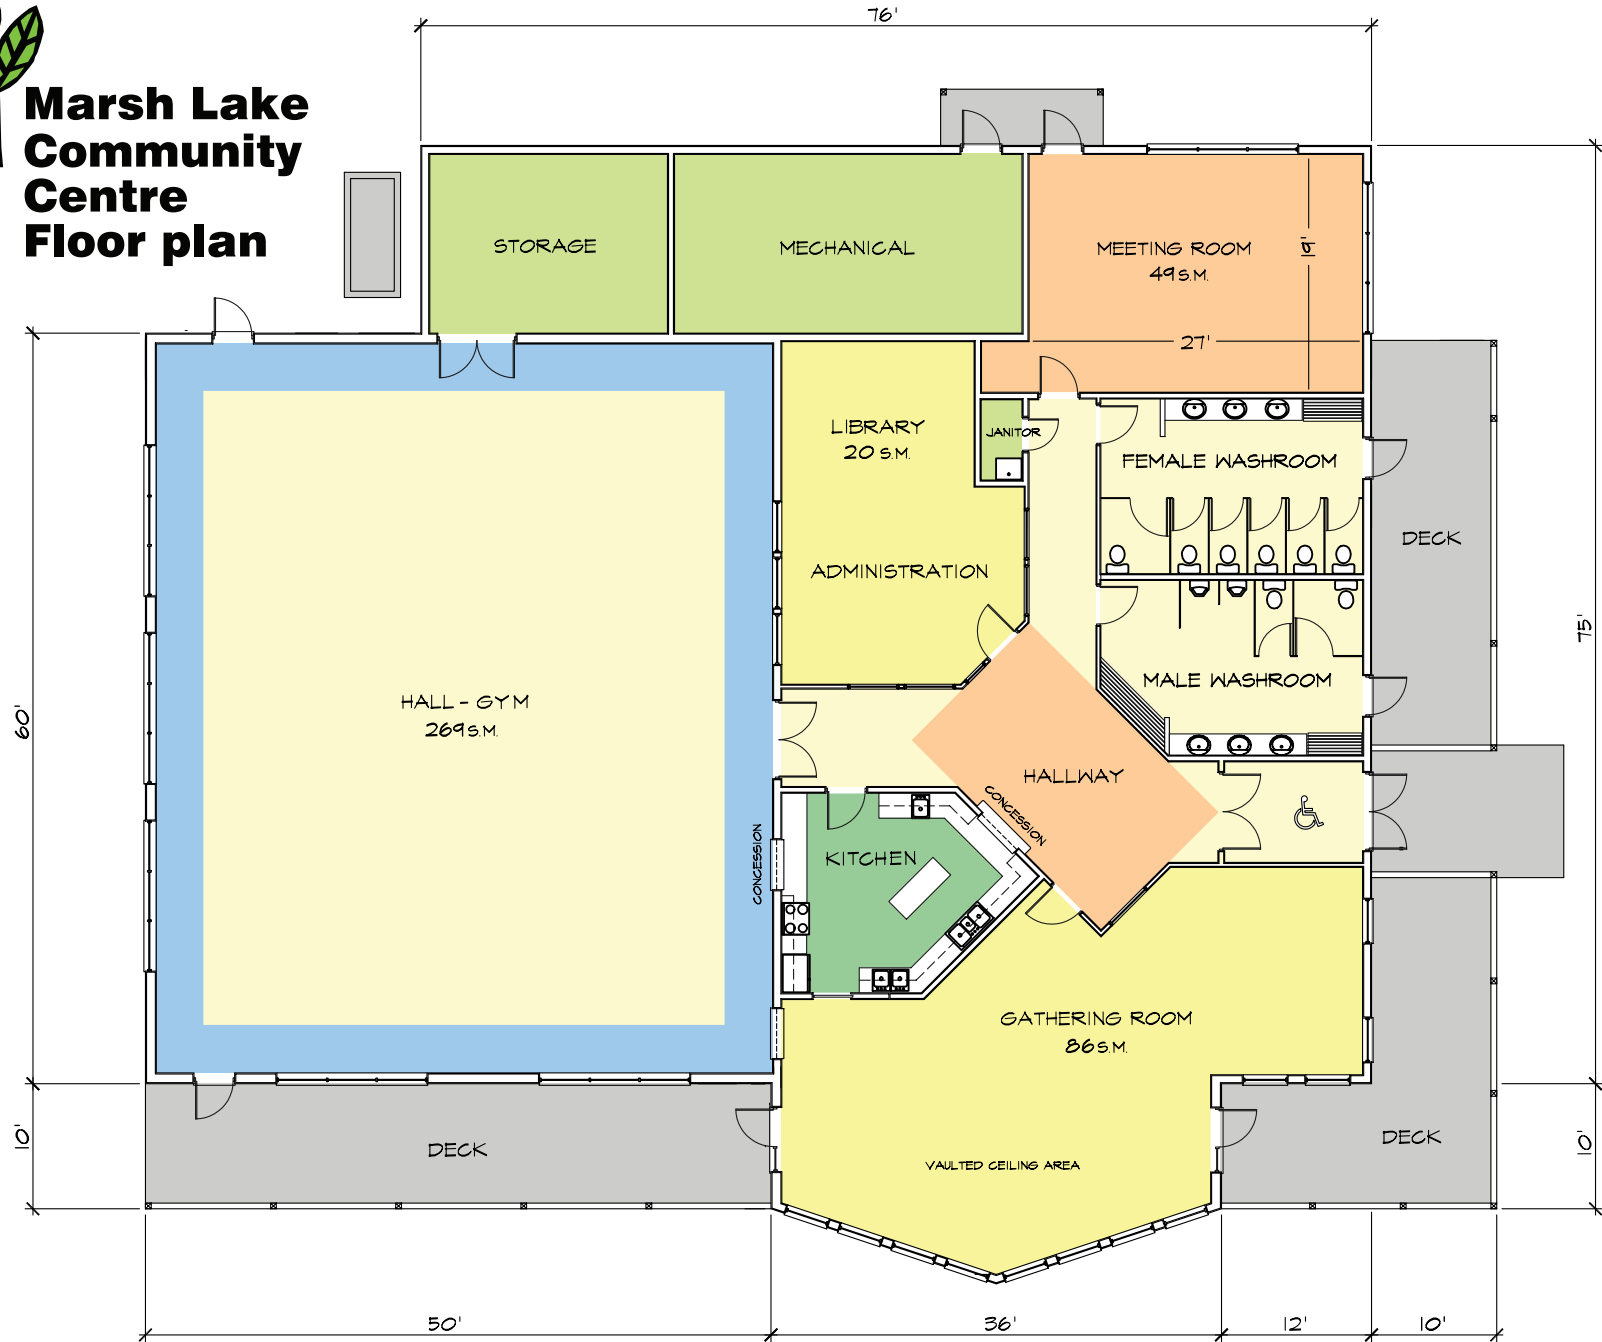 76'
Marsh Lake
Community
Centre
Floor plan
STORAGE
MECHANICAL
MEETING ROOM
49 S.M.
19'
27'
LIBRARY
20 S.M.
JANITOR
FEMALE WASHROOM
DECK
ADMINISTRATION
75'
MALE WASHROOM
HALL - GYM
269 S.M.
60'
HALLWAY
CONCESSION
CONCESSION
KITCHEN
GATHERING ROOM
86 S.M.
10'
DECK
VAULTED CEILING AREA
DECK
10'
50'
36'
12'
10'